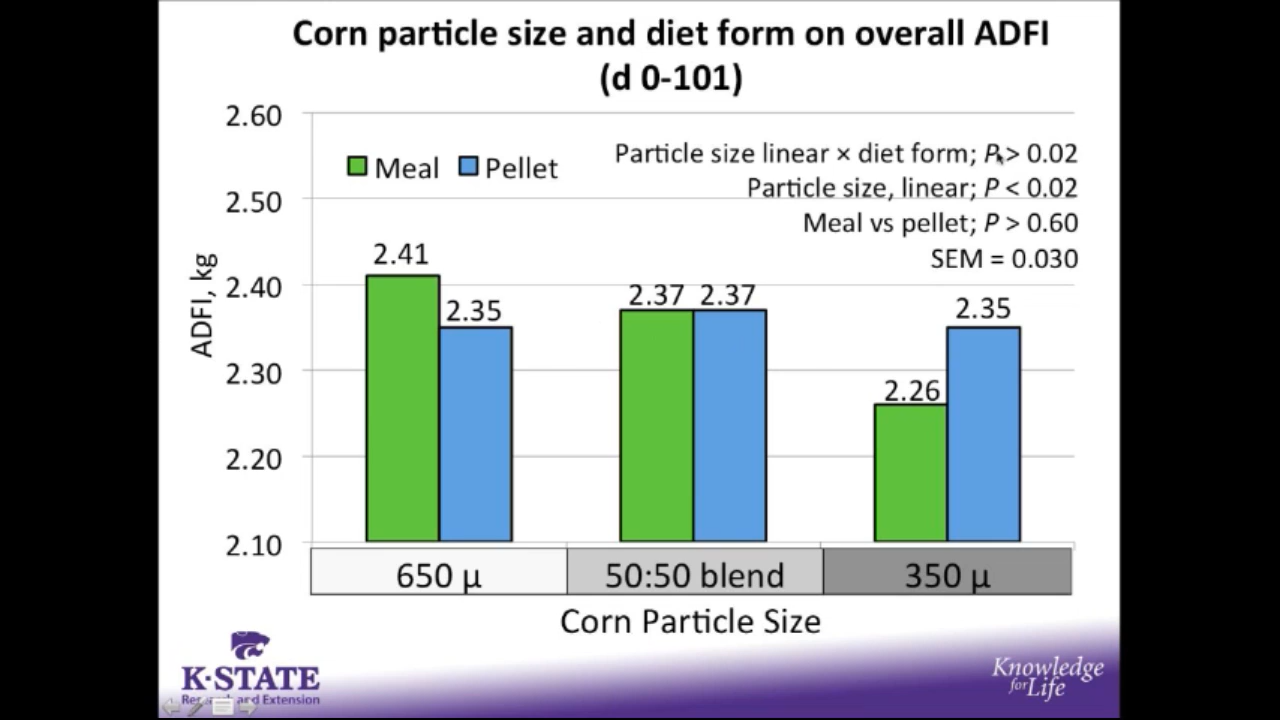 Corn particle size and diet form on overall ADFI
(d 0-101)
2.60
2.50
2.40
2.30
2.20
2.10
ADFI, kg
Meal Pellet
Particle size linear × diet form; P > 0.02
Particle size, linear; P < 0.02
Meal vs pellet; P > 0.60
SEM = 0.030
2.41
2.35
2.37 2.37
2.26
2.35
650 μ 50:50 blend 350 μ
Corn Particle Size
K-STATE
Research and Extension
Knowledge
for Life